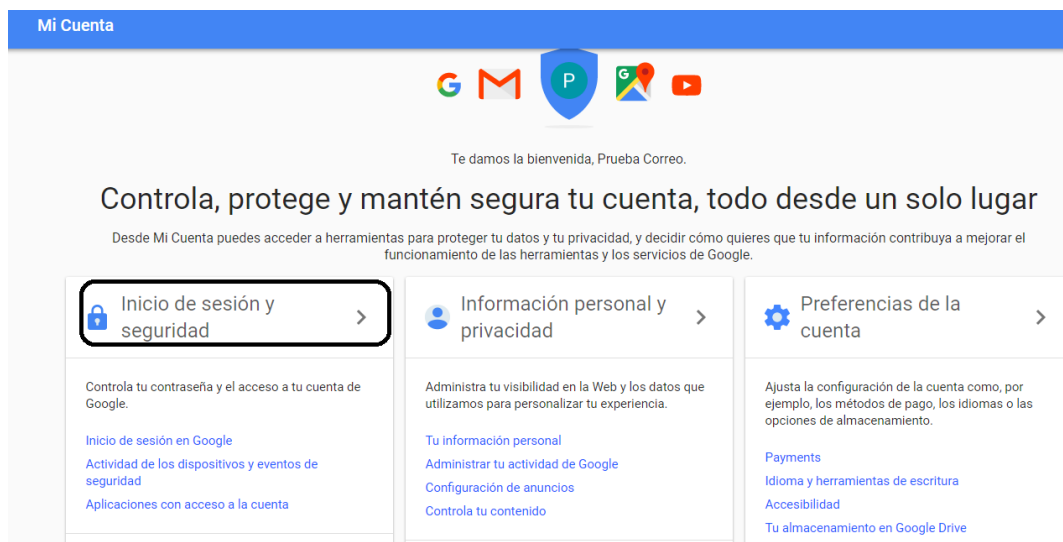 Mi Cuenta
G
P
G
Te damos la bienvenida, Prueba Correo.
Controla, protege y mantén segura tu cuenta, todo desde un solo lugar
Desde Mi Cuenta puedes acceder a herramientas para proteger tu datos y tu privacidad, y decidir cómo quieres que tu información contribuya a mejorar el
funcionamiento de las herramientas y los servicios de Google.
Inicio de sesión y
seguridad
Controla tu contraseña y el acceso a tu cuenta de
Google.
Inicio de sesión en Google
Actividad de los dispositivos y eventos de
seguridad
Aplicaciones con acceso a la cuenta
Información personal y
privacidad
Administra tu visibilidad en la Web y los datos que
utilizamos para personalizar tu experiencia.
Tu información personal
Administrar tu actividad de Google
Configuración de anuncios
Controla tu contenido
Preferencias de la
cuenta
Ajusta la configuración de la cuenta como, por
ejemplo, los métodos de pago, los idiomas o las
opciones de almacenamiento.
Payments
Idioma y herramientas de escritura
Accesibilidad
Tu almacenamiento en Google Drive